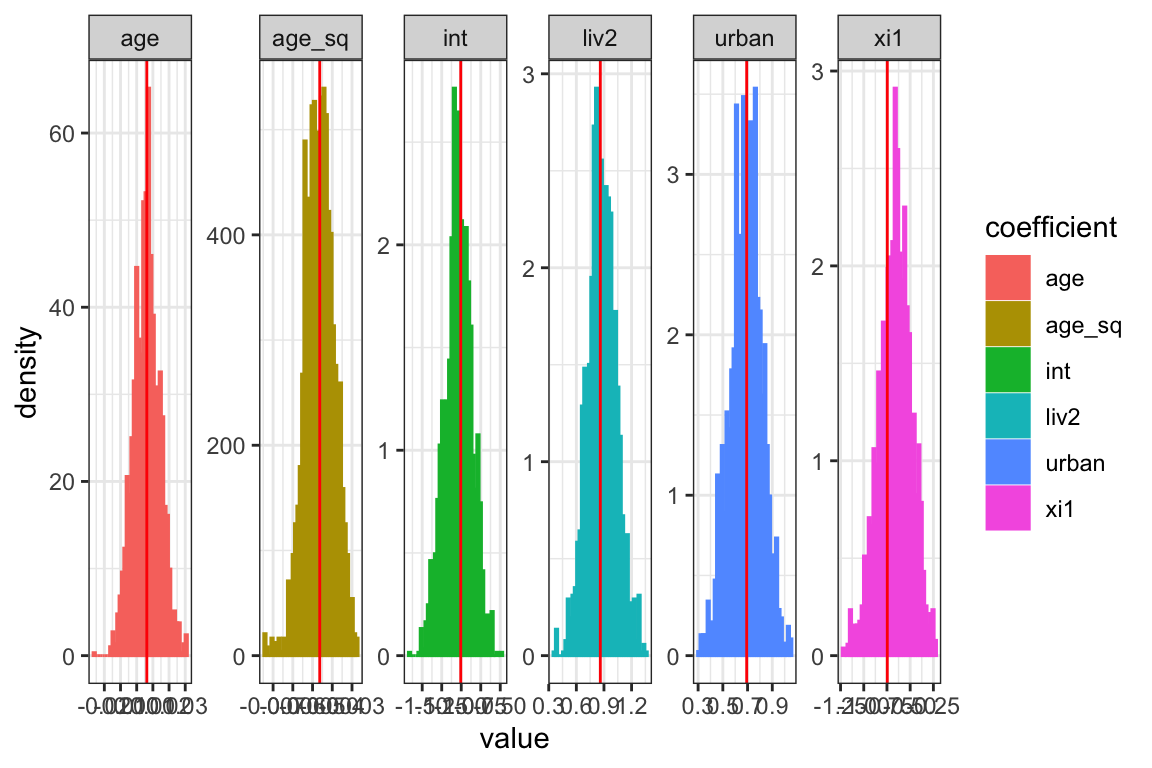 age
age_sq
int
liv2
urban
xi1
density
60
40
20
0
400
200
0
2
1
0
3
2
1
0
3
2
1
0
3
2
1
0
0.3 0.6 0.9 1.2
0.3 0.5 0.7 0.9
value
coefficient
age
age_sq
int
liv2
urban
xi1